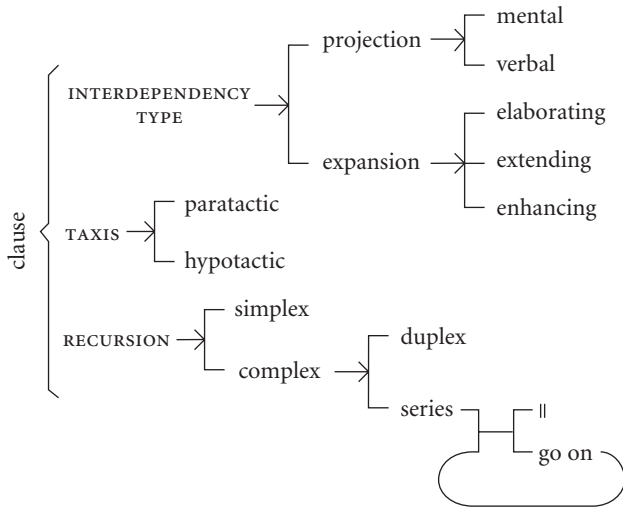 mental
projection
verbal
INTERDEPENDENCY
TYPE
elaborating
expansion
extending
enhancing
clause
paratactic
TAXIS
hypotactic
simplex
RECURSION
complex
duplex
series
||
go on